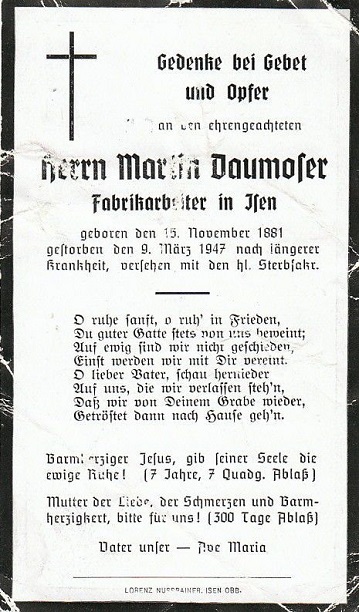 Gedenke bei Gebet
und Opfer
an den ehrengeachteten
Herrn Martin Daumoser
Fabrikarbeiter in Isen
geboren den 15. November 1881
gestorben den 9. März 1947 nach längerer
Krankheit, versehen mit den hl. Sterbsakr.
O ruhe sanft, o ruh' in Frieden,
Du guter Gatte stets von uns beweint;
Auf ewig sind wir nicht geschieden,
Einst werden wir mit Dir vereint.
O lieber Vater, schau hernieder
Auf uns, die wir verlassen steh'n,
Daß wir von Deinem Grabe wieder,
Getröstet dann nach Hause geh'n.
Barmherziger Jesus, gib seiner Seele die
ewige Ruhe! (7 Jahre, 7 Quadg. Ablaß)
Mutter der Liebe, der Schmerzen und Barm-
herzigkeit, bitte für uns! (300 Tage Ablaß)
Vater unser — Ave Maria
LORENZ NUSSRAINER, ISEN OBB.